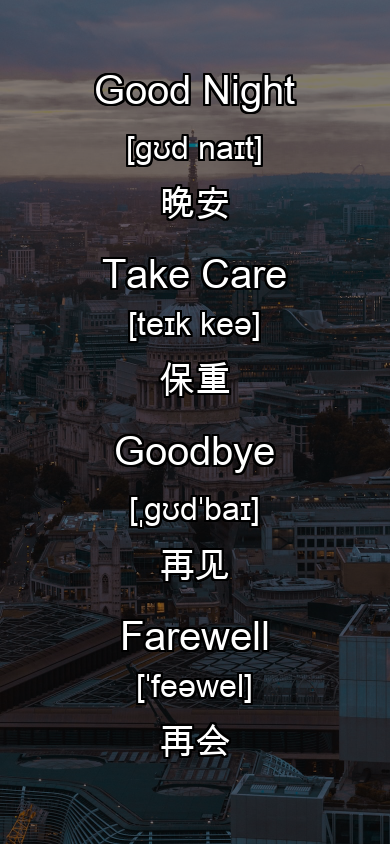 Good Night
[gʊd naɪt]
晚安
Take Care
[teɪk keə]
保重
Goodbye
[ˌgʊdˈbaɪ]
再见
Farewell
[ˈfeəwel]
再会